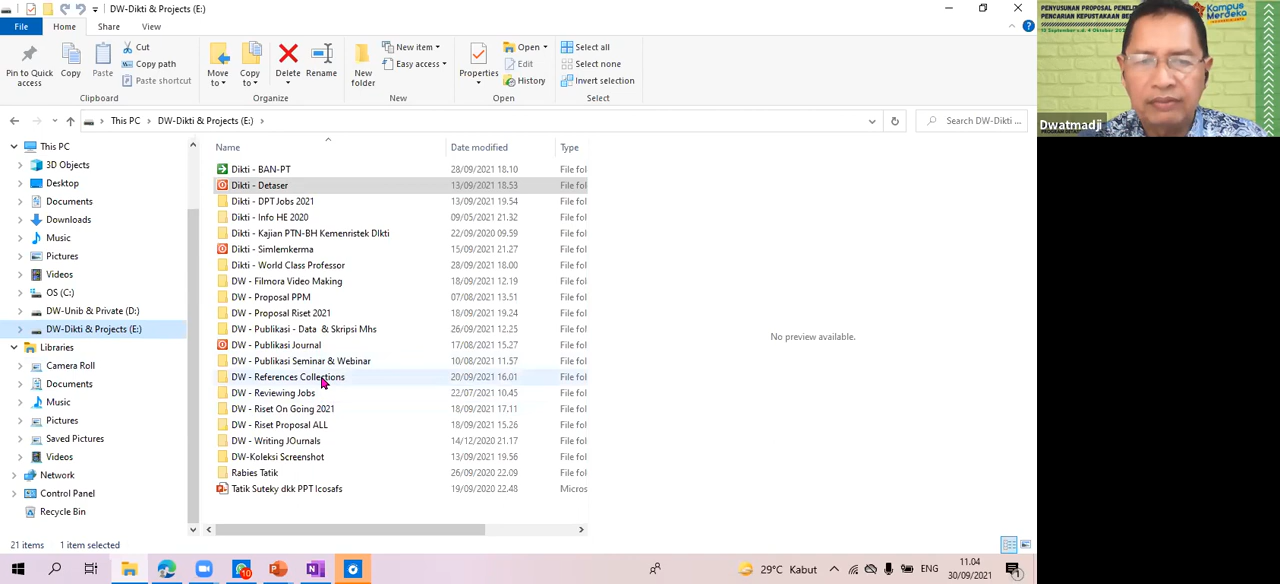 DW-Dikti & Projects (E:)
File Home Share View
Pin to Quick access
Copy
Paste
Cut
Copy path
Paste shortcut
Clipboard
Move to
Copy to
Delete
Rename
Organize
New folder
New item
Easy access
New
Properties
Open
Edit
History
Open
Select all
Select none
Invert selection
Select
This PC > DW-Dikti & Projects (E:) >
Search DW-Dikti ...
This PC
3D Objects
Desktop
Documents
Downloads
Music
Pictures
Videos
OS (C:)
DW-Unib & Private (D:)
DW-Dikti & Projects (E:)
Libraries
Camera Roll
Documents
Music
Pictures
Saved Pictures
Videos
Network
Control Panel
Recycle Bin
Name Date modified Type
Dikti - BAN-PT 28/09/2021 18.10 File fol
Dikti - Detaser 13/09/2021 18.53 File fol
Dikti - DPT Jobs 2021 13/09/2021 19.54 File fol
Dikti - Info HE 2020 09/05/2021 21.32 File fol
Dikti - Kajian PTN-BH Kemenristek DIkti 22/09/2020 09.59 File fol
Dikti - Simlemkerma 15/09/2021 21.27 File fol
Dikti - World Class Professor 28/09/2021 18.00 File fol
DW - Filmora Video Making 18/09/2021 12.19 File fol
DW - Proposal PPM 07/08/2021 13.51 File fol
DW - Proposal Riset 2021 18/09/2021 19.24 File fol
DW - Publikasi - Data & Skripsi Mhs 26/09/2021 12.25 File fol
DW - Publikasi Journal 17/08/2021 15.27 File fol
DW - Publikasi Seminar & Webinar 10/08/2021 11.57 File fol
DW - References Collections 20/09/2021 16.01 File fol
DW - Reviewing Jobs 22/07/2021 10.45 File fol
DW - Riset On Going 2021 18/09/2021 17.11 File fol
DW - Riset Proposal ALL 18/09/2021 15.26 File fol
DW - Writing JOurnals 14/12/2020 21.17 File fol
DW-Koleksi Screenshot 13/09/2021 19.56 File fol
Rabies Tatik 26/09/2020 22.09 File fol
Tatik Suteky dkk PPT Icosafs 19/09/2020 22.48 Micros
No preview available.
21 items 1 item selected
PENYUSUNAN PROPOSAL
PENCARIAN KEPUSTAKAAN
Kampus
Merdeka
Dwatmadji
10
29°C Kabut
ENG
11.04
30/09/2021
1